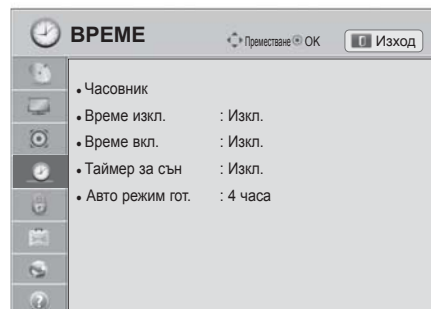 ВРЕМЕ Преместване OK Изход
• Часовник
• Време изкл. : Изкл.
• Време вкл. : Изкл.
• Таймер за сън : Изкл.
• Авто режим гот. : 4 часа